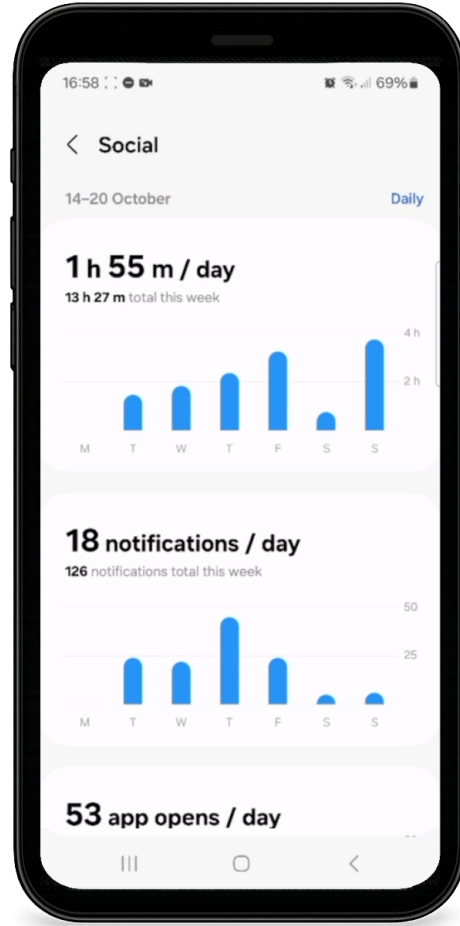 16:58 69%
Social
14–20 October Daily
1 h 55 m / day
13 h 27 m total this week
4 h
2 h
M T W T F S S
18 notifications / day
126 notifications total this week
50
25
M T W T F S S
53 app opens / day